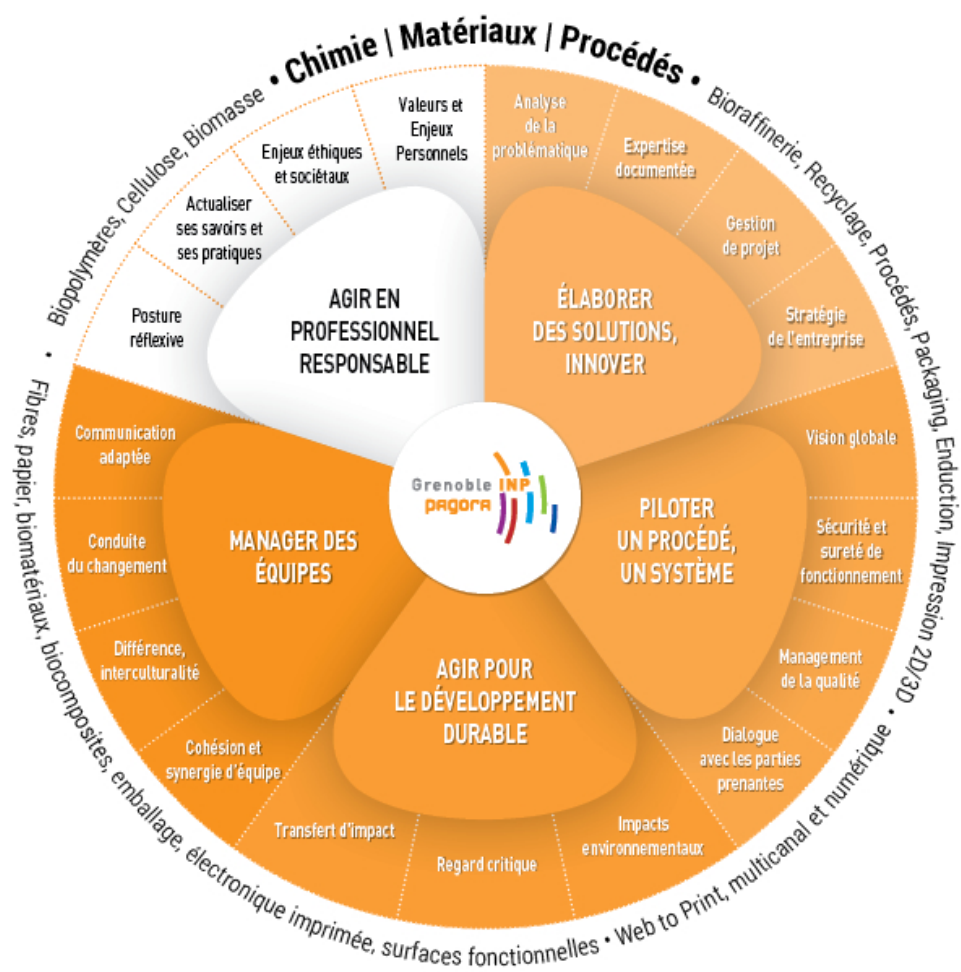 • Chimie | Matériaux | Procédés •
Bioraffinerie, Recyclage, Procédés, Packaging, Enduction, Impression 2D/3D •
Web to Print, multicanal et numérique
Fibres, papier, biomatériaux, biocomposites, emballage, électronique imprimée, surfaces fonctionnelles •
Biopolymères, Cellulose, Biomasse
•
AGIR EN
PROFESSIONNEL
RESPONSABLE
Posture
réflexive
Actualiser
ses savoirs et
ses pratiques
Enjeux éthiques
et sociétaux
Valeurs et
Enjeux
Personnels
ÉLABORER
DES SOLUTIONS,
INNOVER
Analyse
de la
problématique
Expertise
documentée
Gestion
de projet
Stratégie
de l'entreprise
PILOTER
UN PROCÉDÉ,
UN SYSTÈME
Vision globale
Sécurité et
sureté de
fonctionnement
Management
de la qualité
Dialogue
avec les parties
prenantes
AGIR POUR
LE DÉVELOPPEMENT
DURABLE
Impacts
environnementaux
Regard critique
Transfert d'impact
MANAGER DES
ÉQUIPES
Cohésion et
synergie d'équipe
Différence,
interculturalité
Conduite
du changement
Communication
adaptée
Grenoble INP
pagora